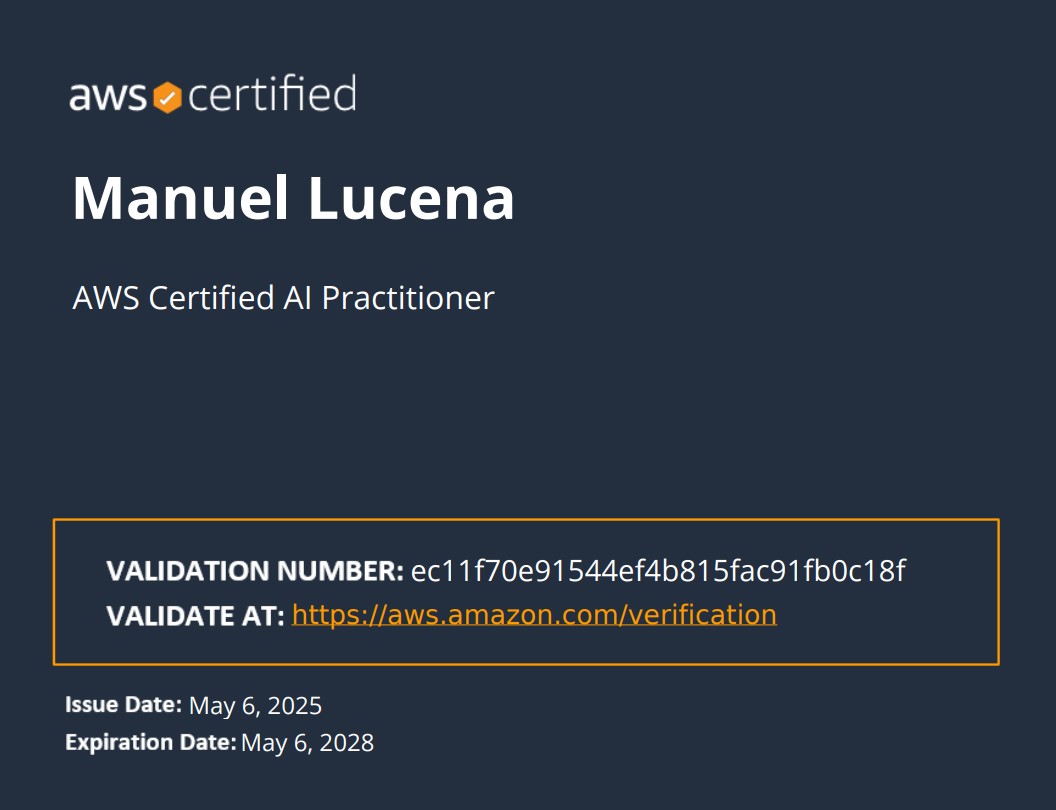 aws certified
Manuel Lucena
AWS Certified AI Practitioner
VALIDATION NUMBER: ec11f70e91544ef4b815fac91fb0c18f
VALIDATE AT: https://aws.amazon.com/verification
Issue Date: May 6, 2025
Expiration Date: May 6, 2028